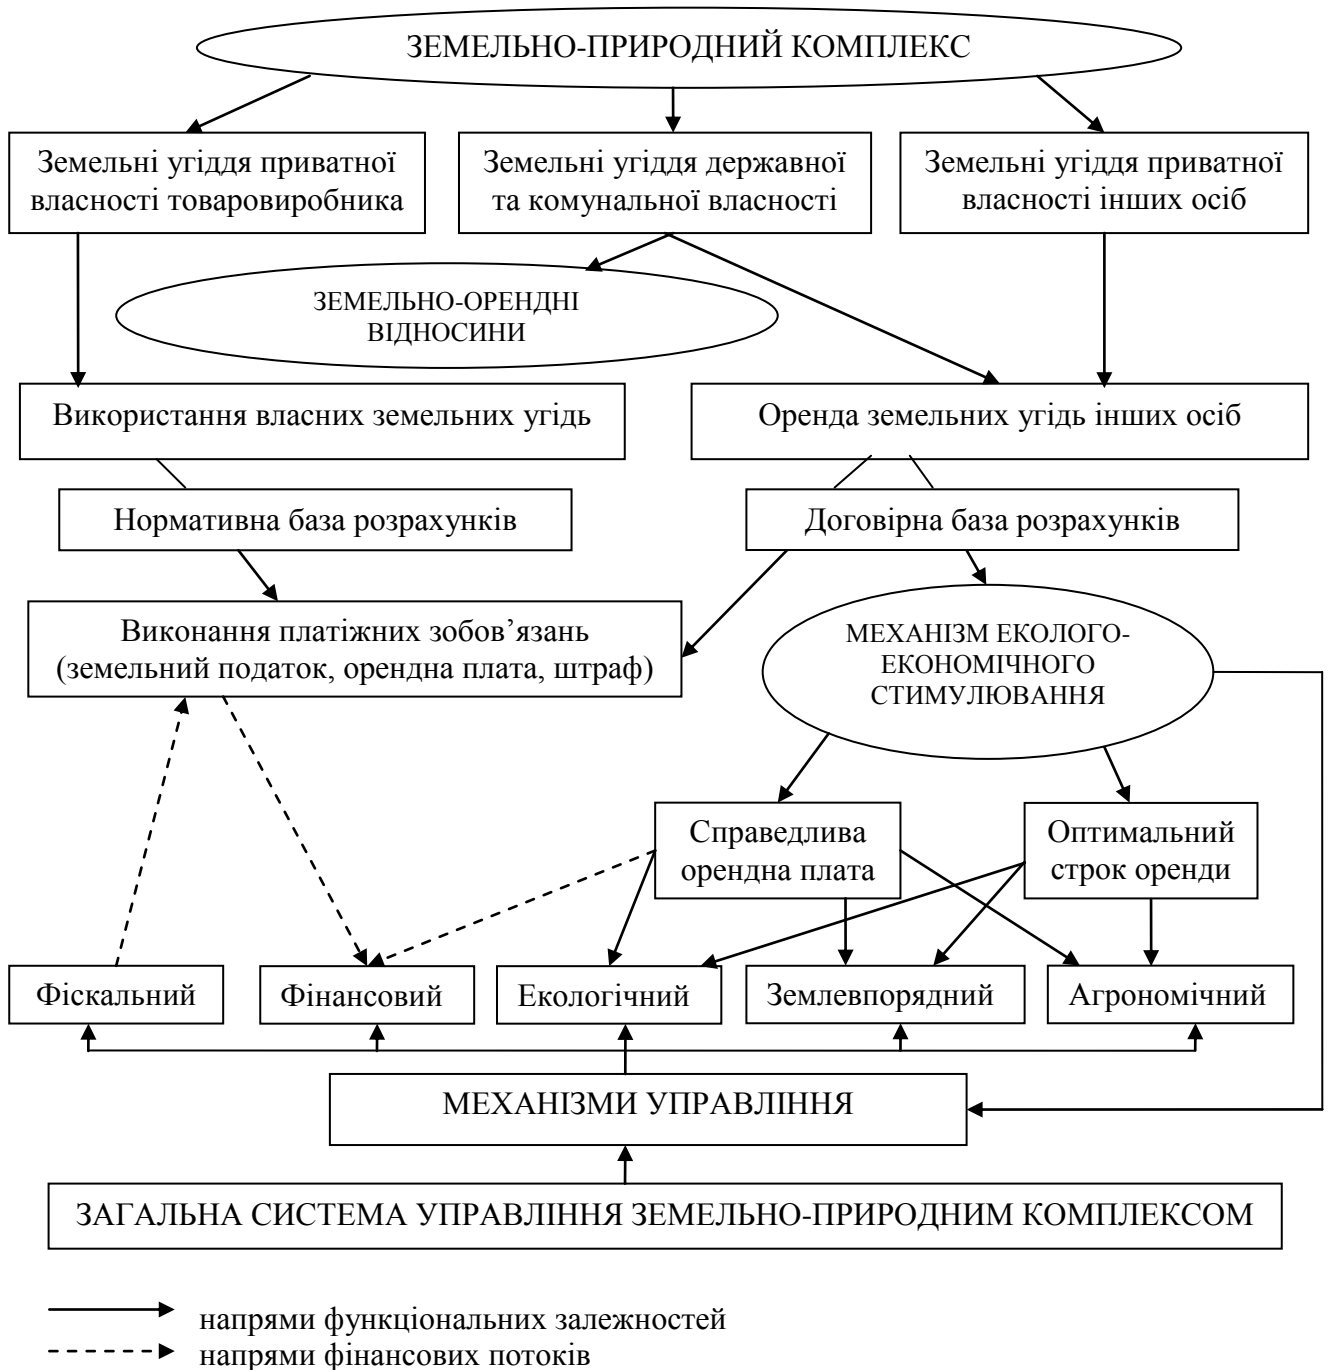 ЗЕМЕЛЬНО-ПРИРОДНИЙ КОМПЛЕКС
Земельні угіддя приватної
власності товаровиробника
Земельні угіддя державної
та комунальної власності
Земельні угіддя приватної
власності інших осіб
ЗЕМЕЛЬНО-ОРЕНДНІ
ВІДНОСИНИ
Використання власних земельних угідь
Оренда земельних угідь інших осіб
Нормативна база розрахунків
Договірна база розрахунків
Виконання платіжних зобов’язань
(земельний податок, орендна плата, штраф)
МЕХАНІЗМ ЕКОЛОГО-
ЕКОНОМІЧНОГО
СТИМУЛЮВАННЯ
Справедлива
орендна плата
Оптимальний
строк оренди
Фіскальний
Фінансовий
Екологічний
Землевпорядний
Агрономічний
МЕХАНІЗМИ УПРАВЛІННЯ
ЗАГАЛЬНА СИСТЕМА УПРАВЛІННЯ ЗЕМЕЛЬНО-ПРИРОДНИМ КОМПЛЕКСОМ
напрями функціональних залежностей
напрями фінансових потоків